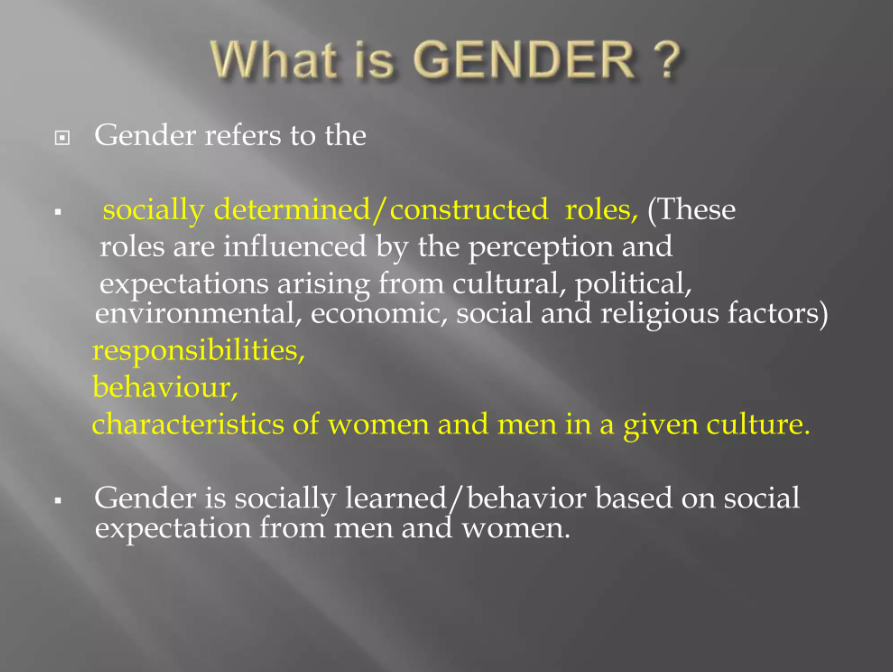 What is GENDER ?
Gender refers to the
socially determined/constructed roles, (These
roles are influenced by the perception and
expectations arising from cultural, political,
environmental, economic, social and religious factors)
responsibilities,
behaviour,
characteristics of women and men in a given culture.
Gender is socially learned/behavior based on social
expectation from men and women.